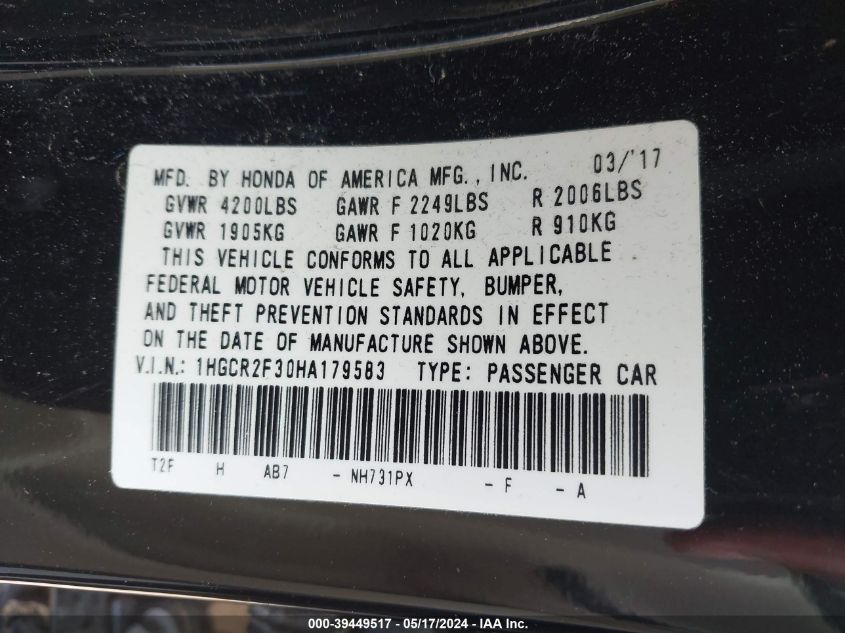 MFD. BY HONDA OF AMERICA MFG., INC. 03/'17
GVWR 4200LBS GAWR F 2249LBS R 2006LBS
GVWR 1905KG GAWR F 1020KG R 910KG
THIS VEHICLE CONFORMS TO ALL APPLICABLE
FEDERAL MOTOR VEHICLE SAFETY, BUMPER,
AND THEFT PREVENTION STANDARDS IN EFFECT
ON THE DATE OF MANUFACTURE SHOWN ABOVE.
V.I.N.: 1HGCR2F30HA179583 TYPE: PASSENGER CAR
T2F H AB7 - NH731PX - F - A
000-39449517 - 05/17/2024 - IAA Inc.